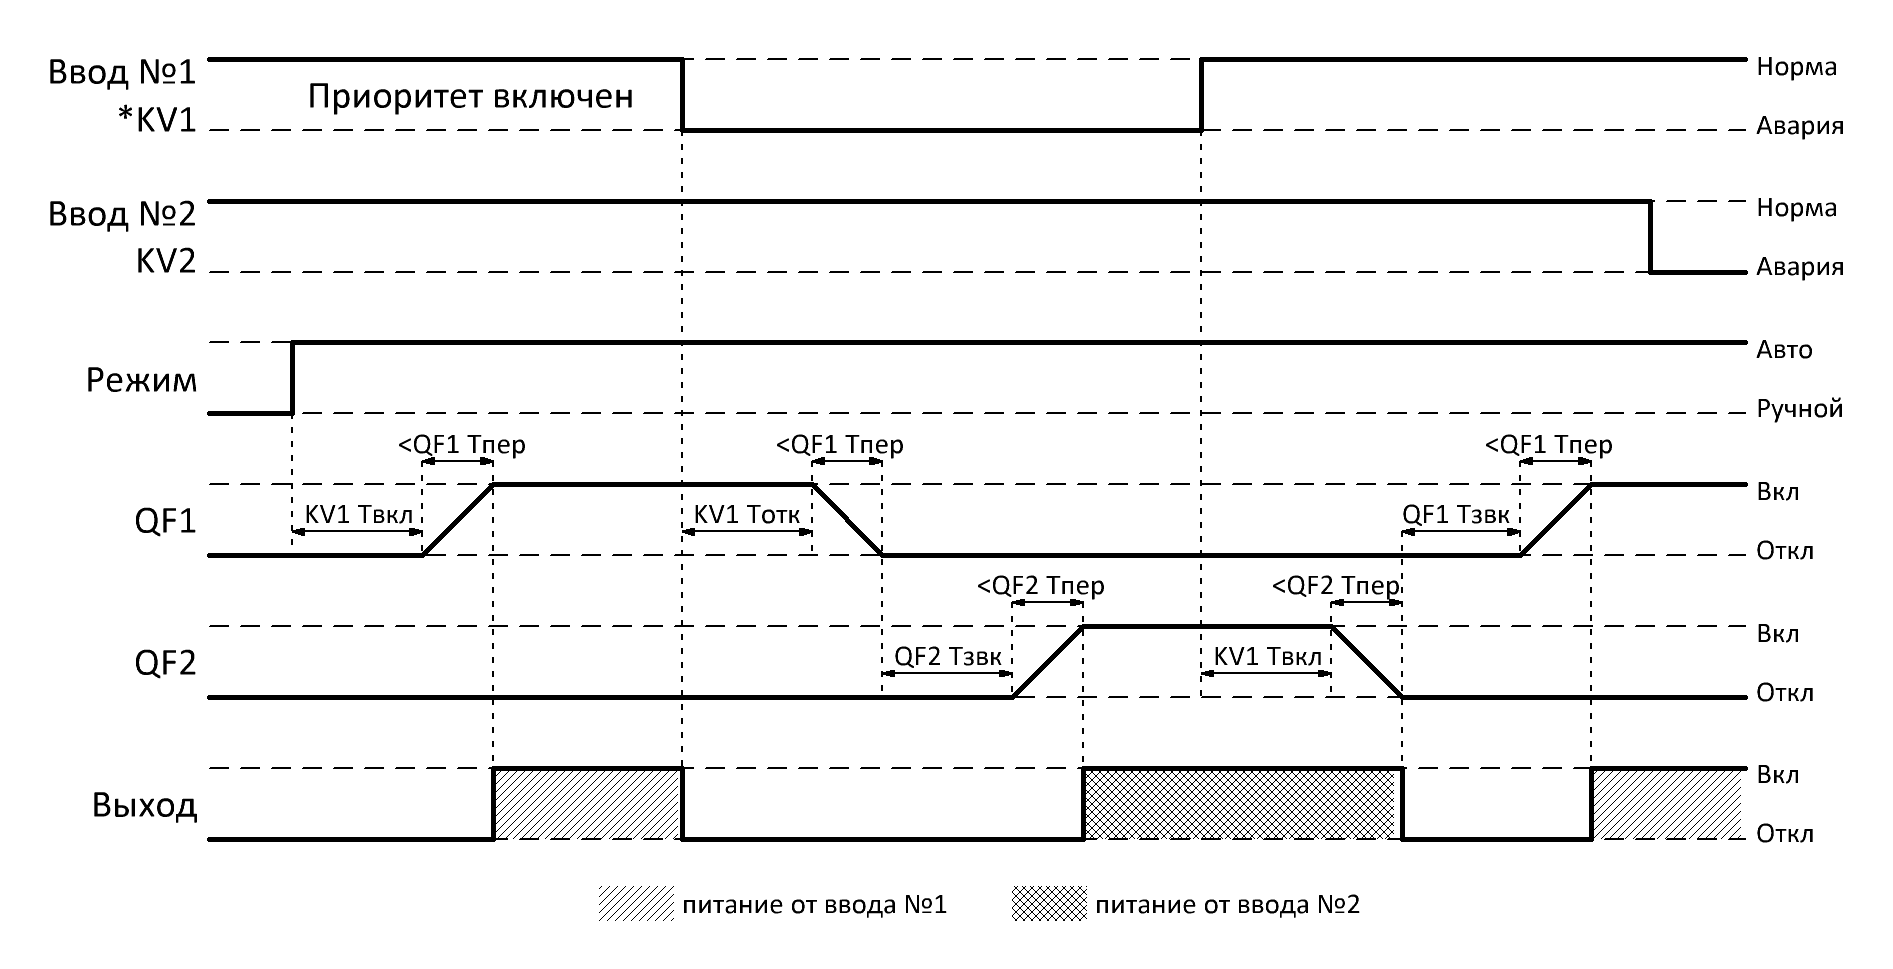 Ввод №1
*KV1
Приоритет включен
Норма
Авария
Ввод №2
KV2
Норма
Авария
Режим
Авто
Ручной
<QF1 Тпер
<QF1 Тпер
<QF1 Тпер
QF1
KV1 Твкл
KV1 Тотк
QF1 Тзвк
Вкл
Откл
<QF2 Тпер
<QF2 Тпер
QF2
QF2 Тзвк
KV1 Твкл
Вкл
Откл
Выход
Вкл
Откл
питание от ввода №1
питание от ввода №2